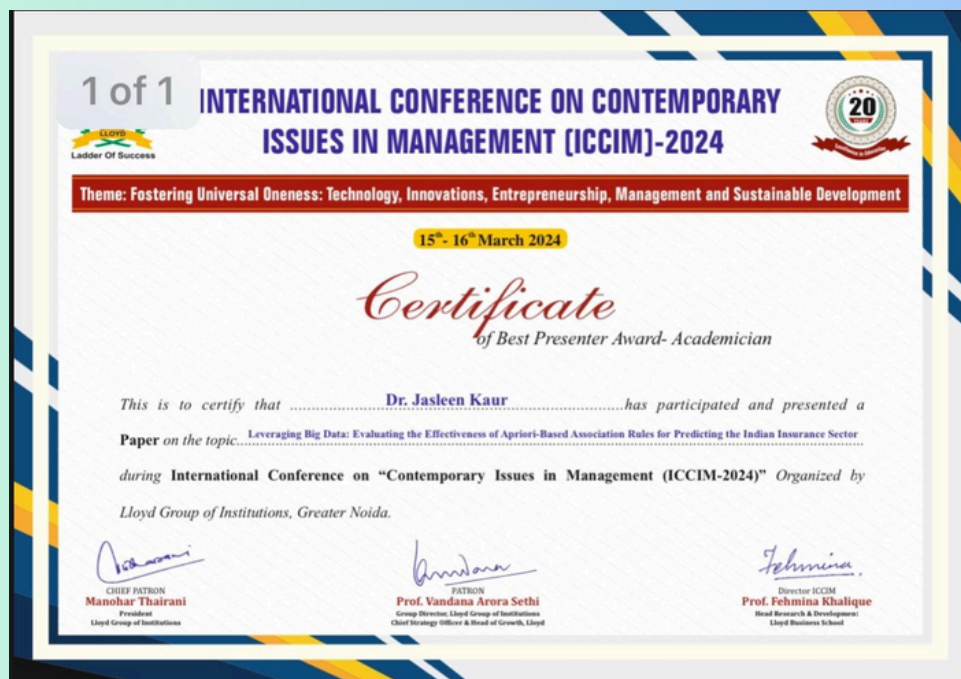 1 of 1
INTERNATIONAL CONFERENCE ON CONTEMPORARY
ISSUES IN MANAGEMENT (ICCIM)-2024
LLOYD
Ladder Of Success
20
YEARS
Excellence in Education
Theme: Fostering Universal Oneness: Technology, Innovations, Entrepreneurship, Management and Sustainable Development
15th- 16th March 2024
Certificate
of Best Presenter Award- Academician
This is to certify that Dr. Jasleen Kaur has participated and presented a
Paper on the topic Leveraging Big Data: Evaluating the Effectiveness of Apriori-Based Association Rules for Predicting the Indian Insurance Sector
during International Conference on “Contemporary Issues in Management (ICCIM-2024)” Organized by
Lloyd Group of Institutions, Greater Noida.
CHIEF PATRON
Manohar Thairani
President
Lloyd Group of Institutions
Vandana
PATRON
Prof. Vandana Arora Sethi
Group Director, Lloyd Group of Institutions
Chief Strategy Officer & Head of Growth, Lloyd
Fehmina
Director ICCIM
Prof. Fehmina Khalique
Head Research & Development:
Lloyd Business School